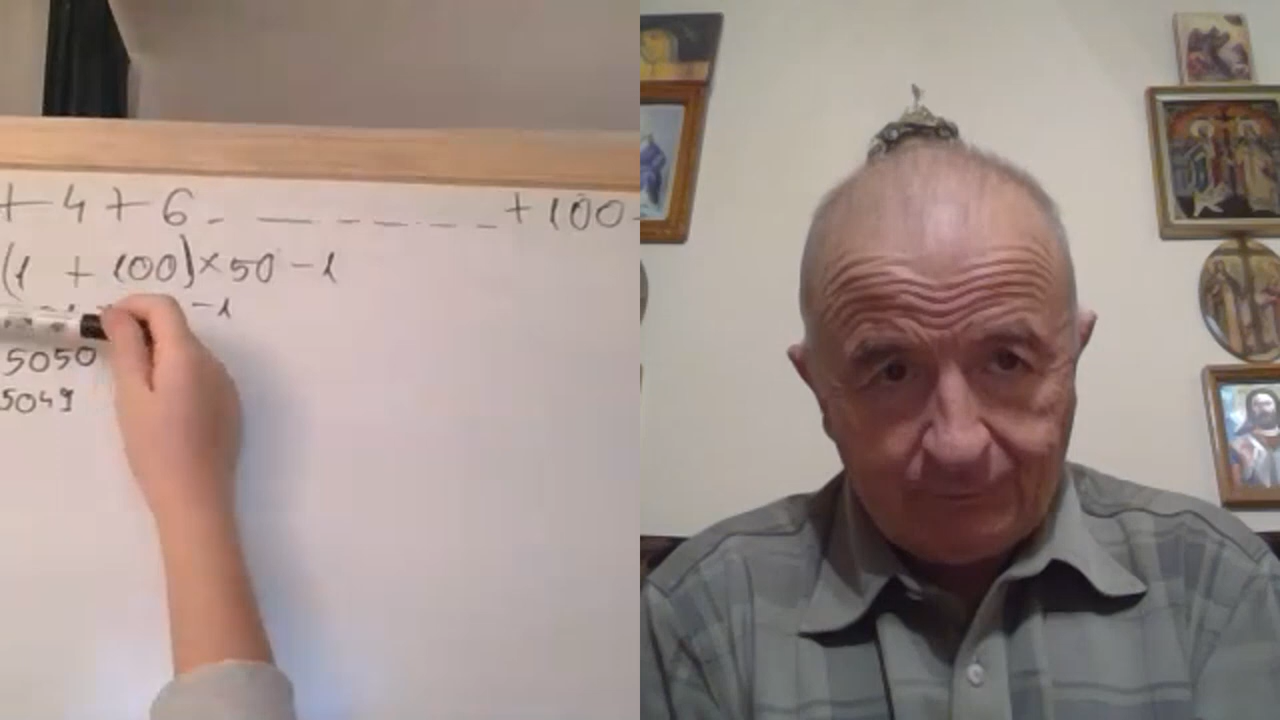 + 4 + 6 - — - - - - + 100 -
(1 + 100) × 50 - 1
- 1
5050
5049